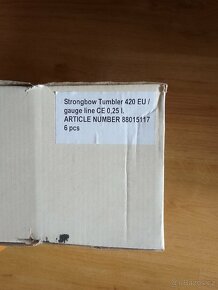 Strongbow Tumbler 420 EU /
gauge line CE 0,25 l.
ARTICLE NUMBER 88015117
6 pcs